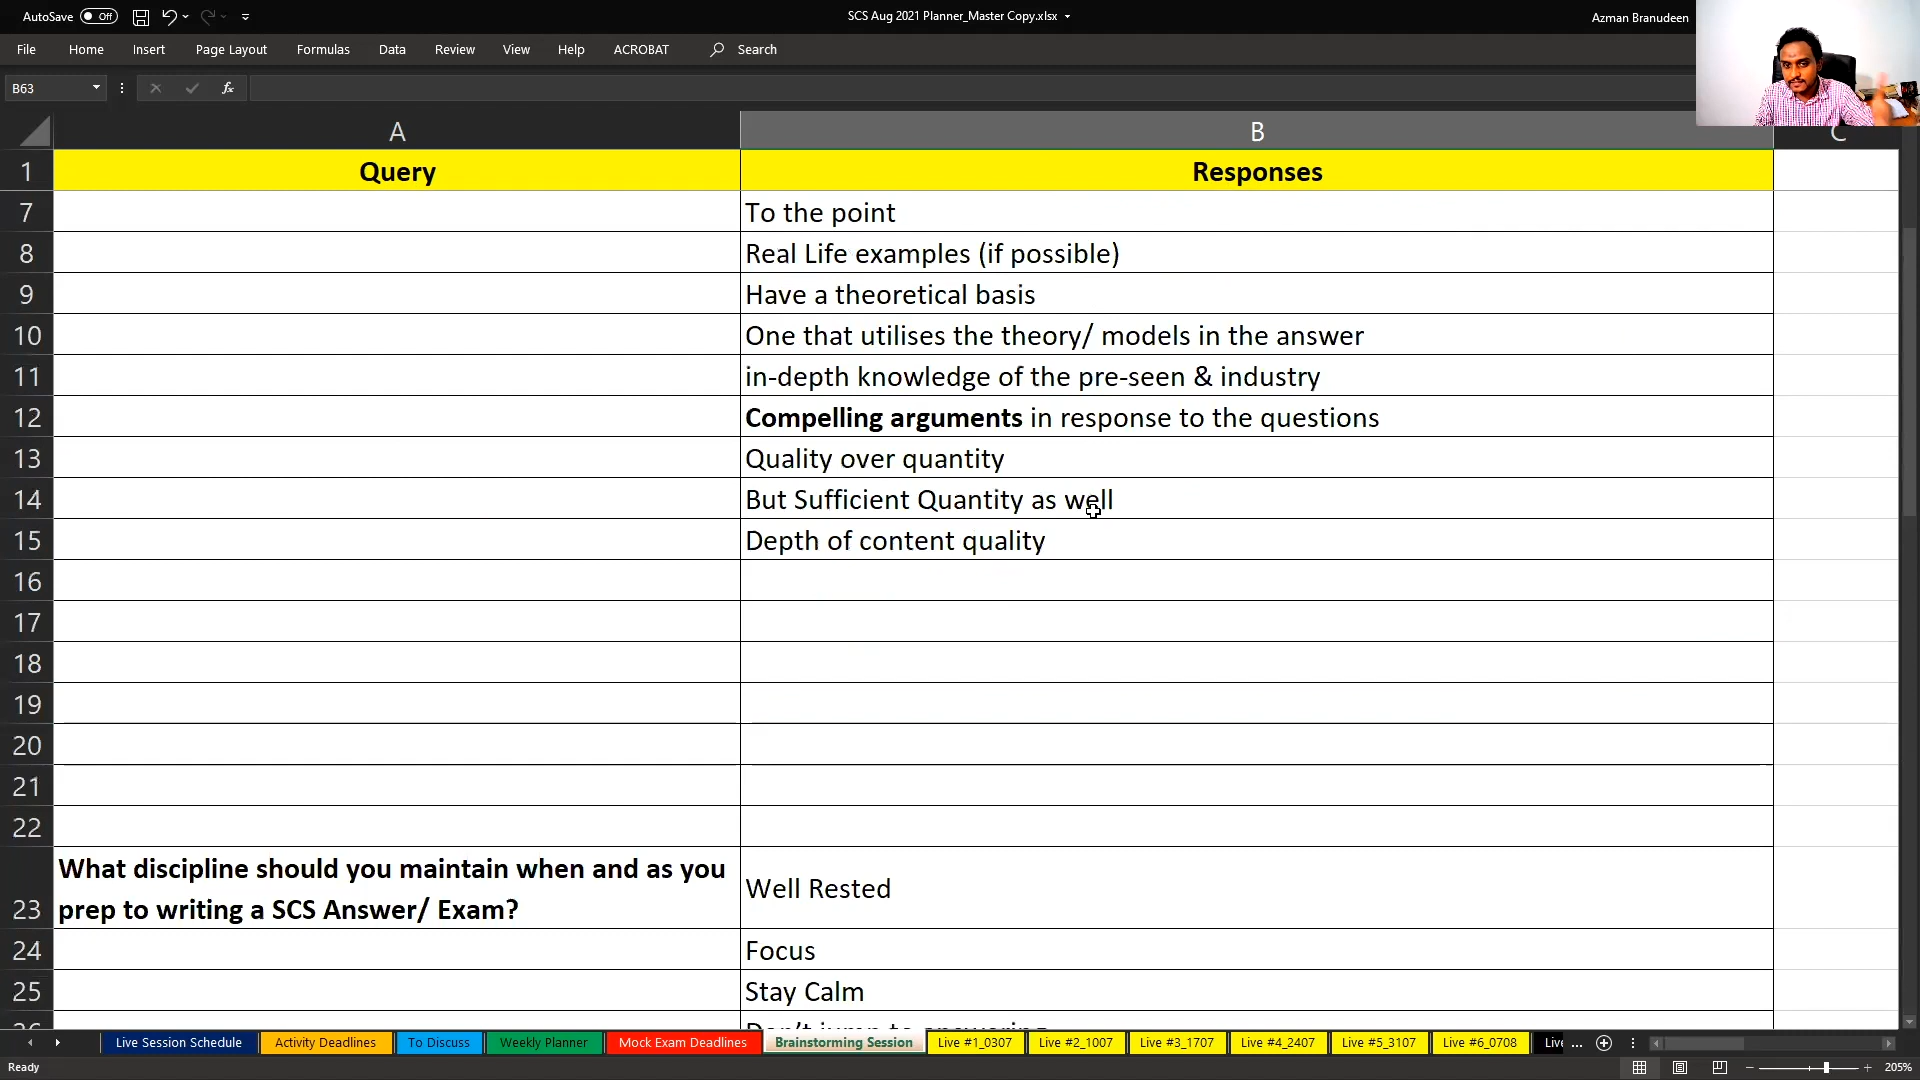 AutoSave Off
SCS Aug 2021 Planner_Master Copy.xlsx
Azman Branudeen
File Home Insert Page Layout Formulas Data Review View Help ACROBAT Search
B63 fx
A B C
1 Query Responses
7 To the point
8 Real Life examples (if possible)
9 Have a theoretical basis
10 One that utilises the theory/ models in the answer
11 in-depth knowledge of the pre-seen & industry
12 Compelling arguments in response to the questions
13 Quality over quantity
14 But Sufficient Quantity as well
15 Depth of content quality
16
17
18
19
20
21
22
What discipline should you maintain when and as you
23 prep to writing a SCS Answer/ Exam? Well Rested
24 Focus
25 Stay Calm
26 Don't jump to answering
Live Session Schedule Activity Deadlines To Discuss Weekly Planner Mock Exam Deadlines Brainstorming Session Live #1_0307 Live #2_1007 Live #3_1707 Live #4_2407 Live #5_3107 Live #6_0708 Live ...
Ready 205%